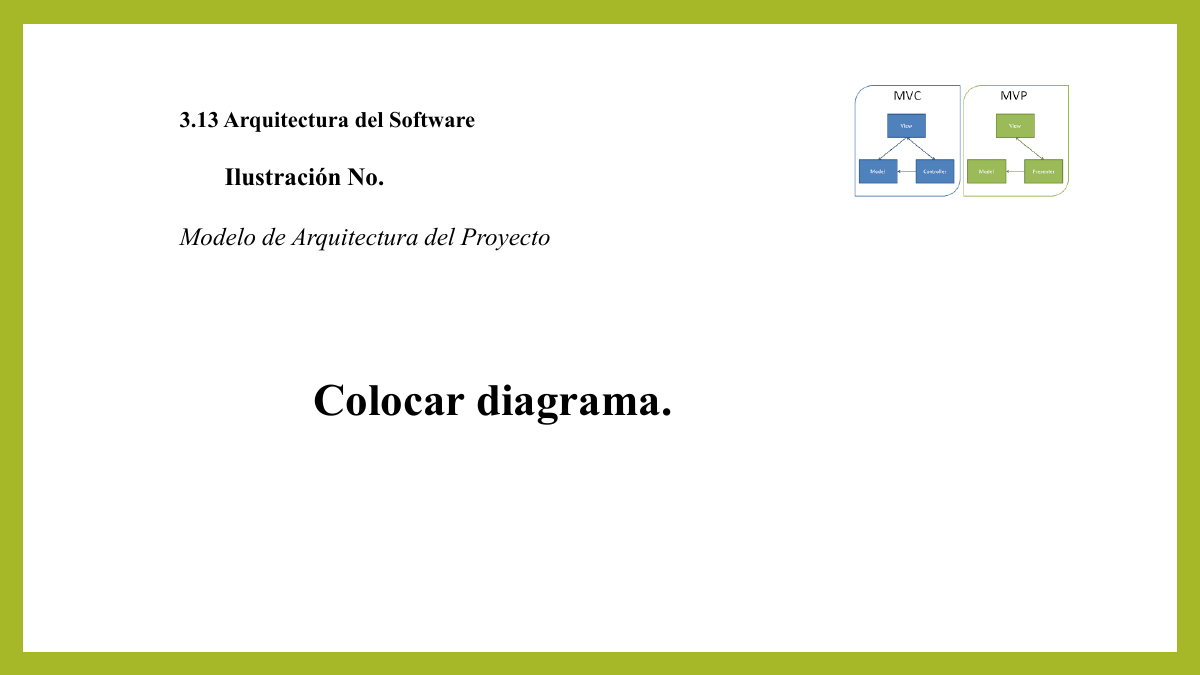 3.13 Arquitectura del Software
Ilustración No.
Modelo de Arquitectura del Proyecto
Colocar diagrama.
MVC
View
Model
Controller
MVP
View
Model
Presenter